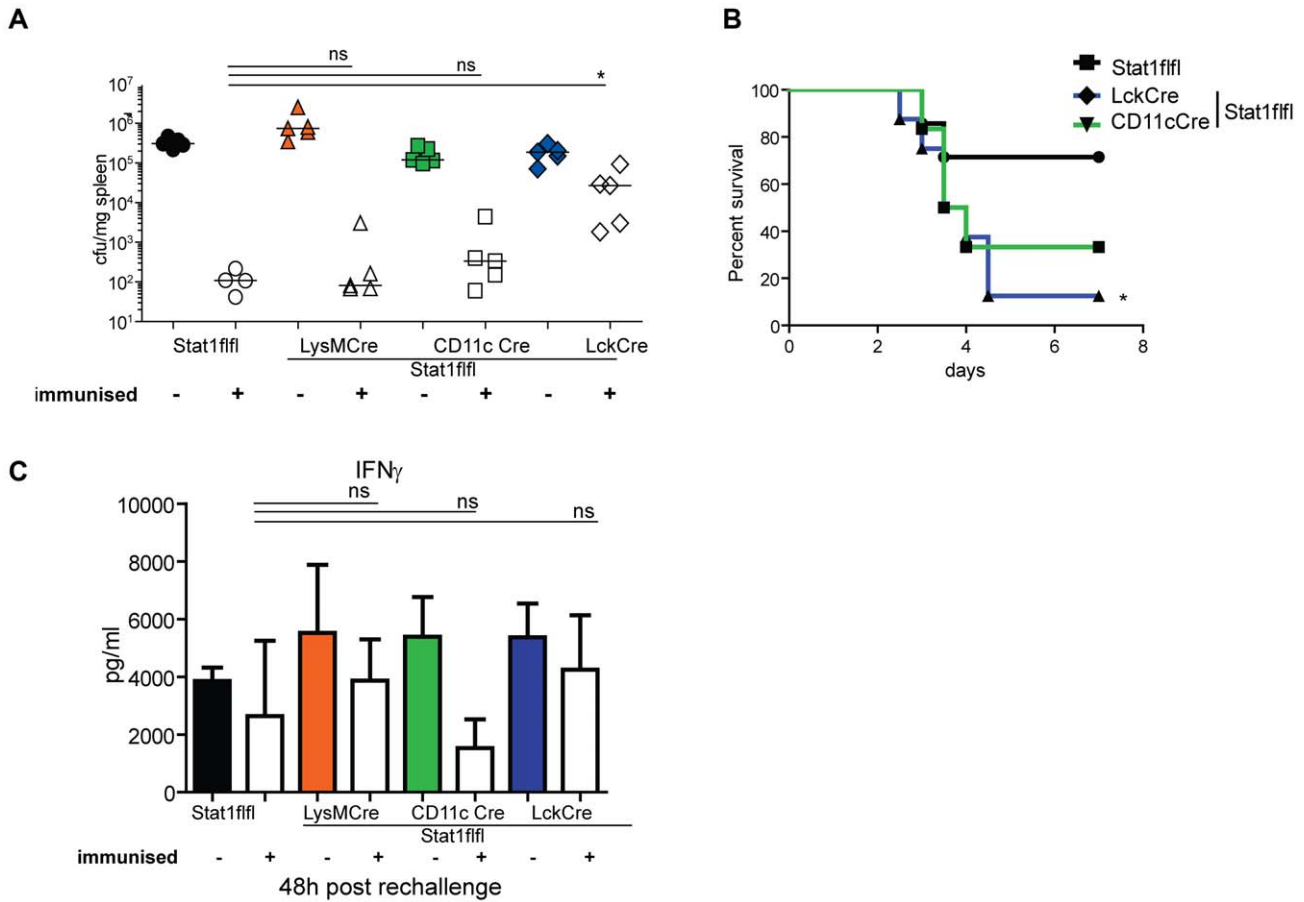 A
ns
ns
*
10^7
10^6
10^5
10^4
10^3
10^2
10^1
cfu/mg spleen
Stat1flfl LysMCre CD11c Cre LckCre
Stat1flfl
immunised - + - + - + - +
B
Stat1flfl
LckCre
CD11cCre
Stat1flfl
100
80
60
40
20
0
Percent survival
*
0 2 4 6 8
days
C
IFNγ
ns
ns
ns
10000
8000
6000
4000
2000
0
pg/ml
Stat1flfl LysMCre CD11c Cre LckCre
Stat1flfl
immunised - + - + - + - +
48h post rechallenge